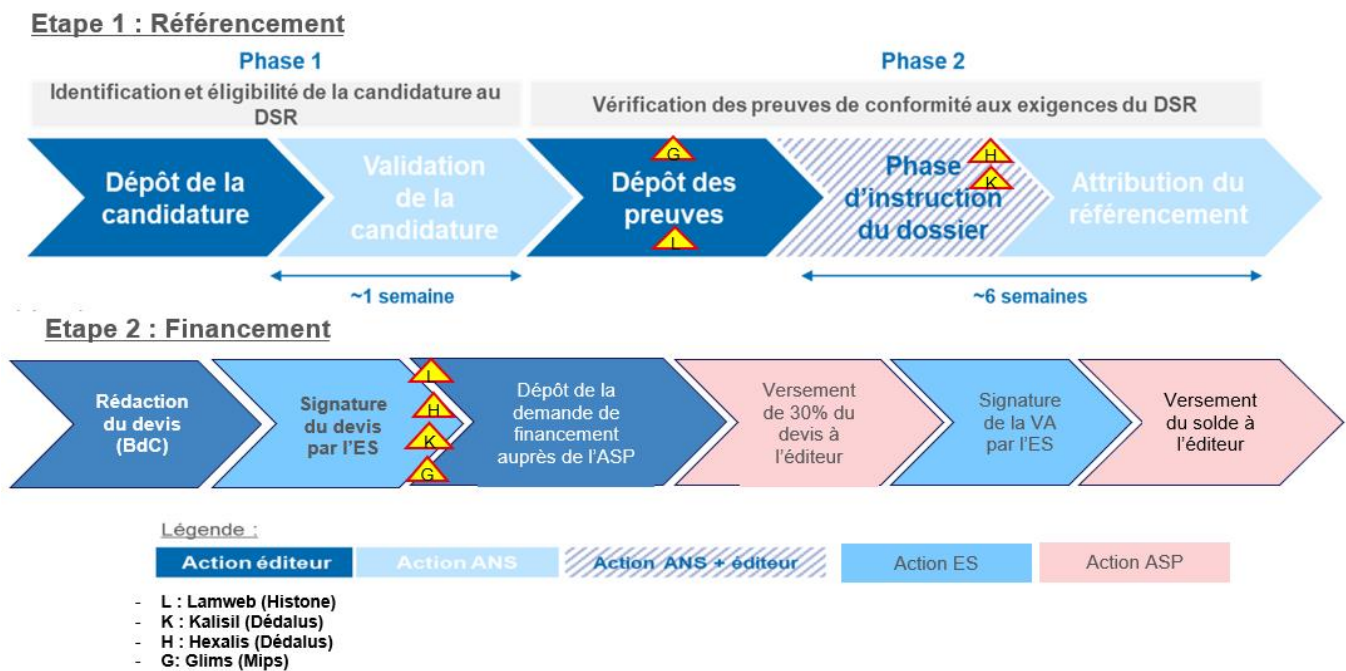 Etape 1 : Référencement
Phase 1
Phase 2
Identification et éligibilité de la candidature au
DSR
Vérification des preuves de conformité aux exigences du DSR
Dépôt de la
candidature
Validation
de la
candidature
G
Dépôt des
preuves
L
H
K
Phase
d'instruction
du dossier
Attribution du
référencement
~1 semaine
~6 semaines
Etape 2 : Financement
Rédaction
du devis
(BdC)
Signature
du devis
par l'ES
L
H
K
G
Dépôt de la
demande de
financement
auprès de l'ASP
Versement
de 30% du
devis à
l'éditeur
Signature
de la VA
par l'ES
Versement
du solde à
l'éditeur
Légende :
Action éditeur
Action ANS
Action ANS + éditeur
Action ES
Action ASP
- L : Lamweb (Histone)
- K : Kalisil (Dédalus)
- H : Hexalis (Dédalus)
- G: Glims (Mips)